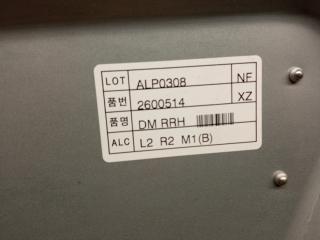 LOT ALP0308 NF
품번 2600514 XZ
품명 DM RRH
ALC L2 R2 M1(B)